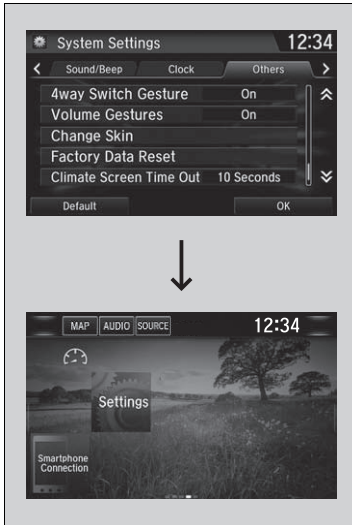 System Settings 12:34
Sound/Beep Clock Others
4way Switch Gesture On
Volume Gestures On
Change Skin
Factory Data Reset
Climate Screen Time Out 10 Seconds
Default OK
MAP AUDIO SOURCE 12:34
Settings
Smartphone
Connection